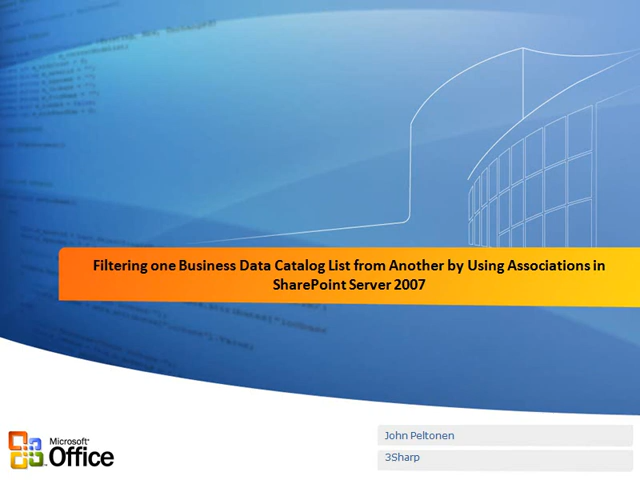 Filtering one Business Data Catalog List from Another by Using Associations in
SharePoint Server 2007
John Peltonen
3Sharp
Microsoft®
Office